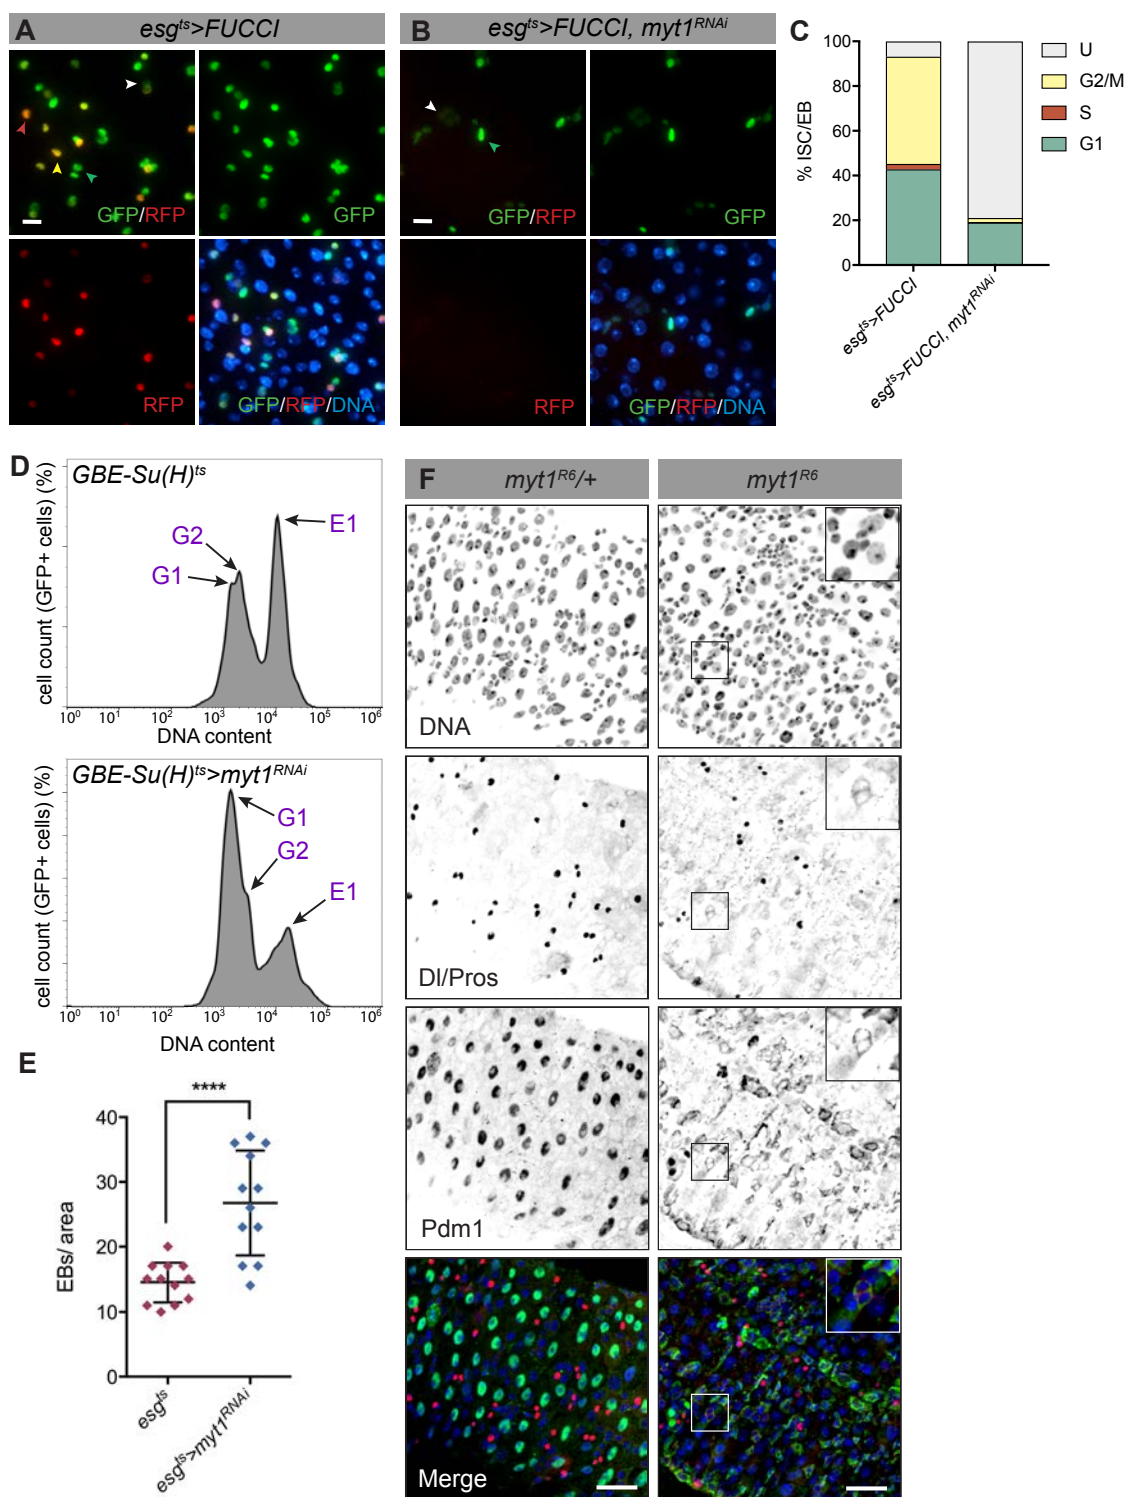 A esgts>FUCCI
GFP/RFP
GFP
RFP
GFP/RFP/DNA
B esgts>FUCCI, myt1RNAi
GFP/RFP
GFP
RFP
GFP/RFP/DNA
C
100
80
60
40
20
0
% ISC/EB
U
G2/M
S
G1
esgts>FUCCI
esgts>FUCCI, myt1RNAi
D
GBE-Su(H)ts
cell count (GFP+ cells) (%)
G1
G2
E1
10⁰ 10¹ 10² 10³ 10⁴ 10⁵ 10⁶
DNA content
GBE-Su(H)ts>myt1RNAi
cell count (GFP+ cells) (%)
G1
G2
E1
10⁰ 10¹ 10² 10³ 10⁴ 10⁵ 10⁶
DNA content
E
****
40
30
20
10
0
EBs/ area
esgts
esgts>myt1RNAi
F myt1R6/+
myt1R6
DNA
Dl/Pros
Pdm1
Merge